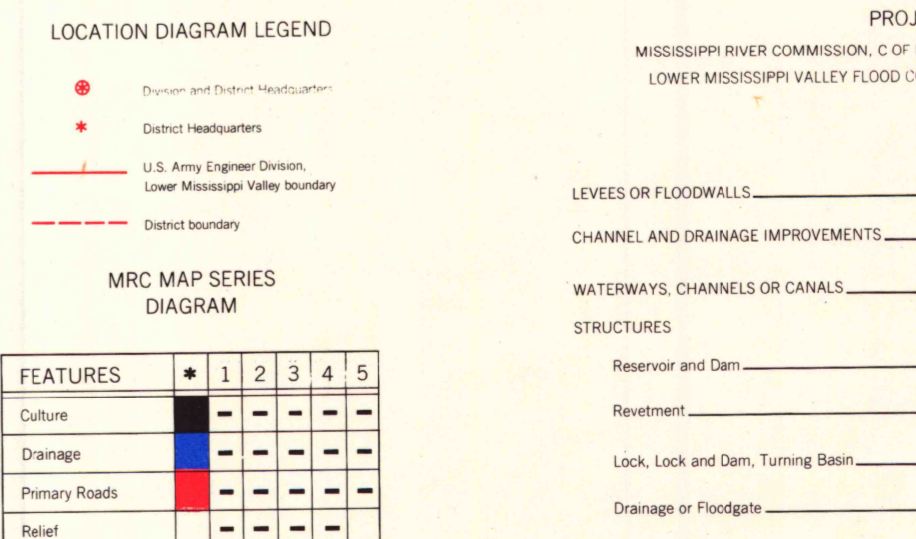 LOCATION DIAGRAM LEGEND
Division and District Headquarters
* District Headquarters
U.S. Army Engineer Division,
Lower Mississippi Valley boundary
District boundary
MRC MAP SERIES
DIAGRAM
FEATURES * 1 2 3 4 5
Culture - - - - -
Drainage - - - - -
Primary Roads - - - - -
Relief - - - -
PROJ
MISSISSIPPI RIVER COMMISSION, C OF
LOWER MISSISSIPPI VALLEY FLOOD CO
LEVEES OR FLOODWALLS
CHANNEL AND DRAINAGE IMPROVEMENTS
WATERWAYS, CHANNELS OR CANALS
STRUCTURES
Reservoir and Dam
Revetment
Lock, Lock and Dam, Turning Basin
Drainage or Floodgate